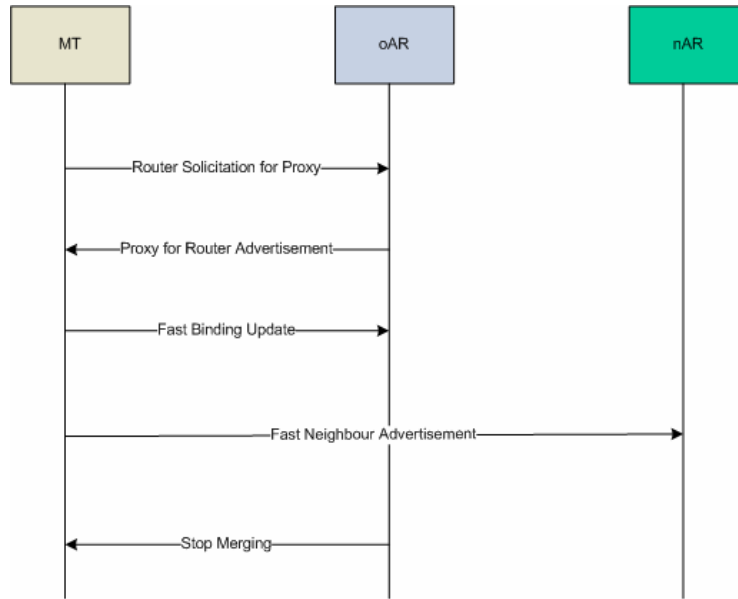 MT
oAR
nAR
Router Solicitation for Proxy
Proxy for Router Advertisement
Fast Binding Update
Fast Neighbour Advertisement
Stop Merging